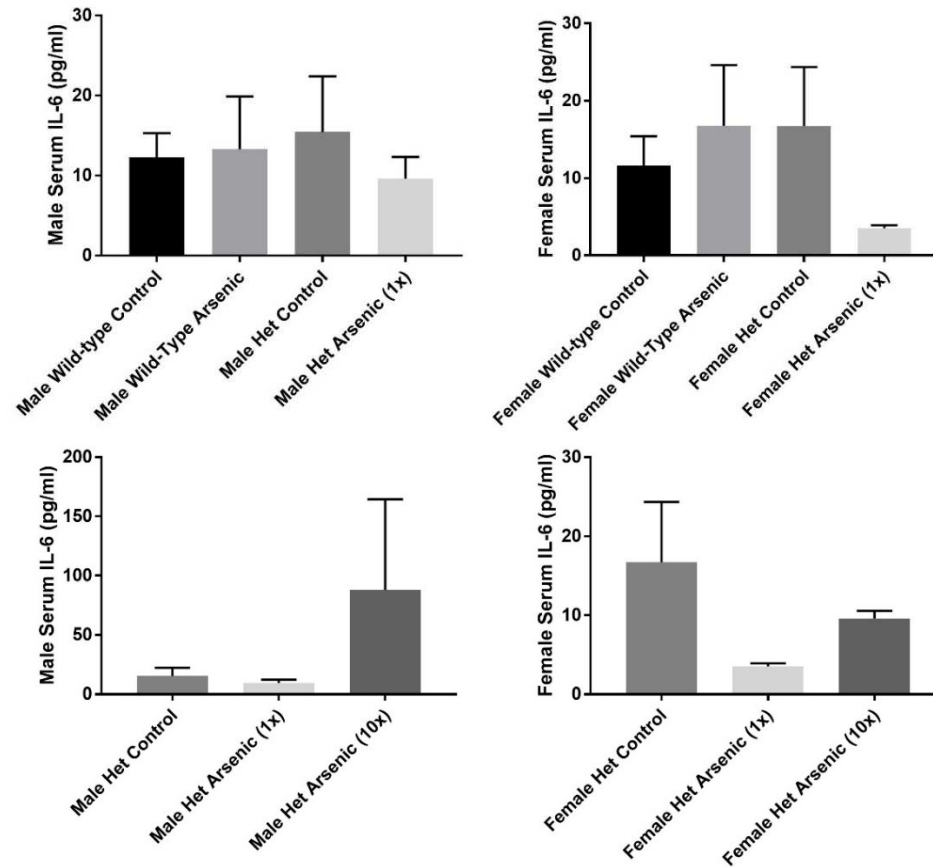 Male Serum IL-6 (pg/ml)
30
20
10
0
Male Wild-type Control
Male Wild-Type Arsenic
Male Het Control
Male Het Arsenic (1x)
Female Serum IL-6 (pg/ml)
30
20
10
0
Female Wild-type Control
Female Wild-Type Arsenic
Female Het Control
Female Het Arsenic (1x)
Male Serum IL-6 (pg/ml)
200
150
100
50
0
Male Het Control
Male Het Arsenic (1x)
Male Het Arsenic (10x)
Female Serum IL-6 (pg/ml)
30
20
10
0
Female Het Control
Female Het Arsenic (1x)
Female Het Arsenic (10x)